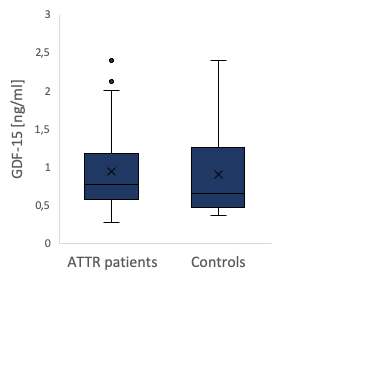 3
2,5
2
1,5
1
0,5
0
GDF-15 [ng/ml]
ATTR patients
Controls